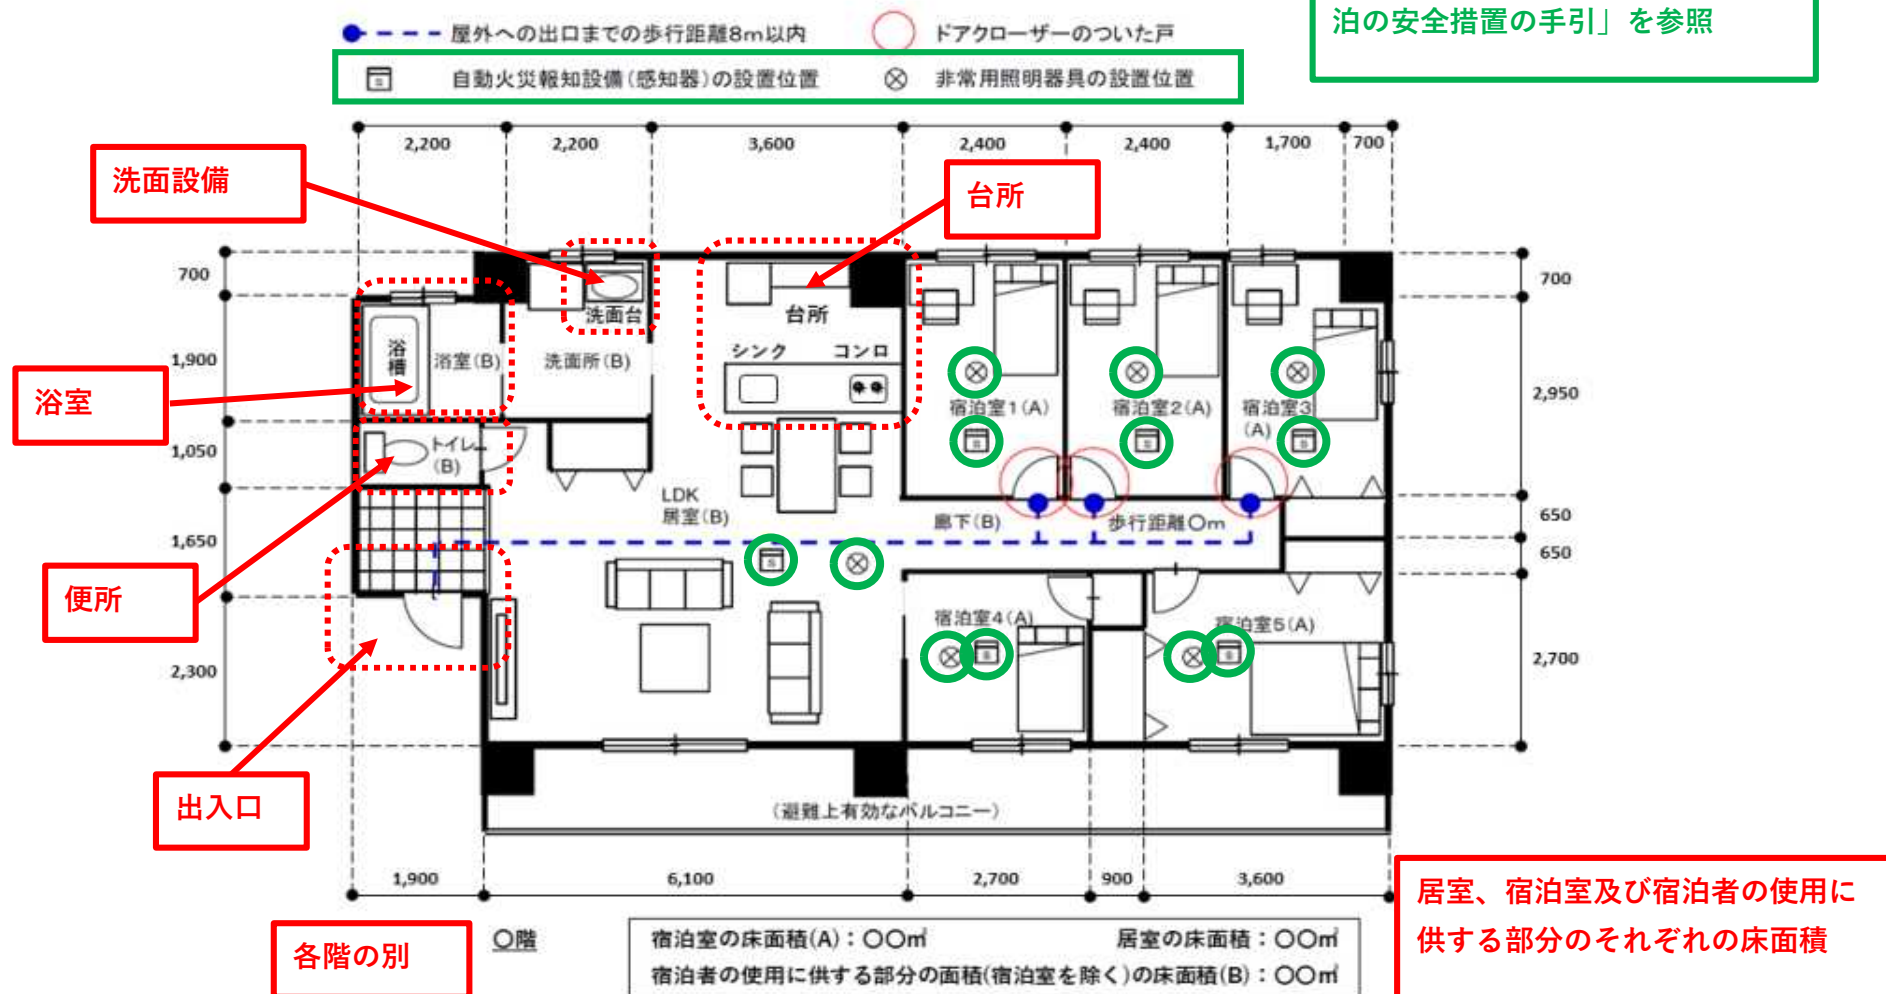 泊の安全措置の手引」を参照
屋外への出口までの歩行距離8m以内
ドアクローザーのついた戸
S
自動火災報知設備(感知器)の設置位置
非常用照明器具の設置位置
2,200
2,200
3,600
2,400
2,400
1,700
700
洗面設備
台所
700
700
洗面台
台所
浴槽
浴室(B)
洗面所(B)
シンク
コンロ
1,900
2,950
浴室
宿泊室1(A)
宿泊室2(A)
宿泊室3
(A)
S
S
S
トイレ
(B)
1,050
LDK
居室(B)
廊下(B)
歩行距離〇m
650
1,650
650
S
便所
宿泊室4(A)
宿泊室5(A)
S
S
2,300
2,700
出入口
(避難上有効なバルコニー)
1,900
6,100
2,700
900
3,600
居室、宿泊室及び宿泊者の使用に
供する部分のそれぞれの床面積
各階の別
〇階
宿泊室の床面積(A):〇〇㎡
居室の床面積:〇〇㎡
宿泊者の使用に供する部分の面積(宿泊室を除く)の床面積(B):〇〇㎡